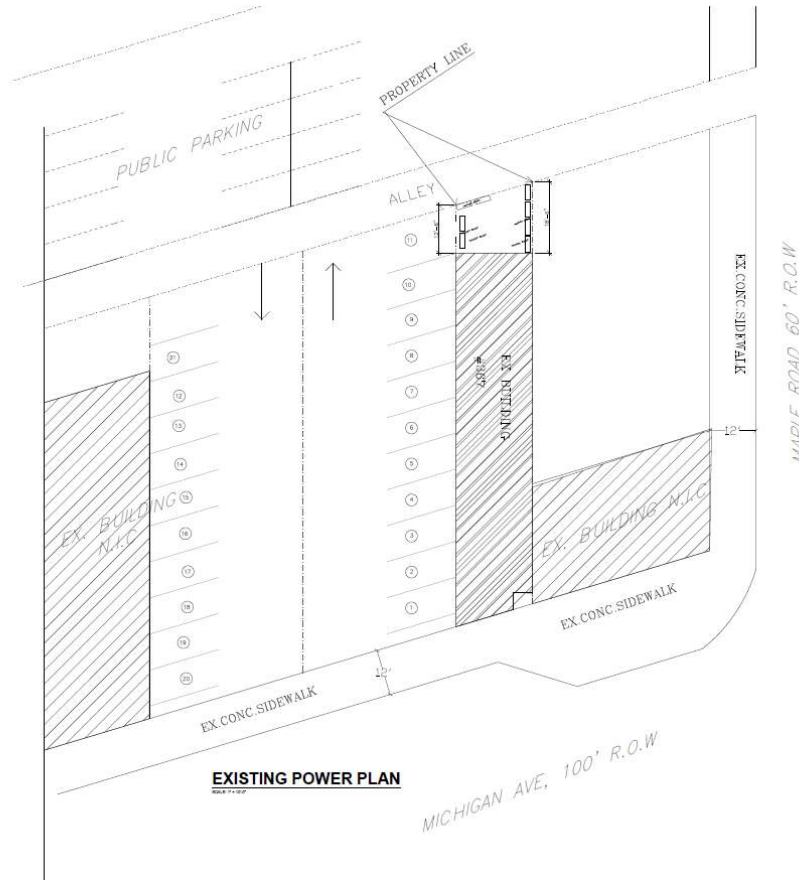 PROPERTY LINE
PUBLIC PARKING
ALLEY
11
10
9
8
7
6
5
4
3
2
1
21
12
13
14
15
16
17
18
19
20
EX. BUILDING
N.I.C
EX BUILDING
EX. BUILDING N.I.C
EX.CONC.SIDEWALK
MAPLE ROAD 60' R.O.W
12'
EX.CONC.SIDEWALK
12'
EX.CONC.SIDEWALK
EXISTING POWER PLAN
MICHIGAN AVE, 100' R.O.W